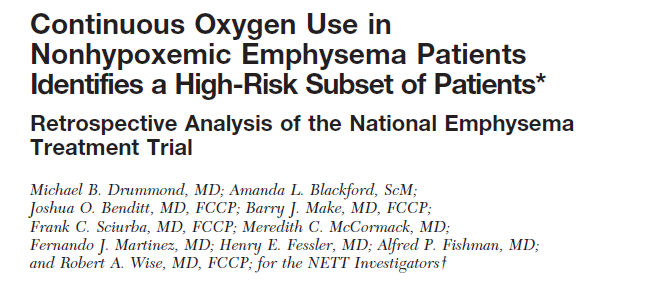 Continuous Oxygen Use in
Nonhypoxemic Emphysema Patients
Identifies a High-Risk Subset of Patients*
Retrospective Analysis of the National Emphysema
Treatment Trial
Michael B. Drummond, MD; Amanda L. Blackford, ScM;
Joshua O. Benditt, MD, FCCP; Barry J. Make, MD, FCCP;
Frank C. Sciurba, MD, FCCP; Meredith C. McCormack, MD;
Fernando J. Martinez, MD; Henry E. Fessler, MD; Alfred P. Fishman, MD;
and Robert A. Wise, MD, FCCP; for the NETT Investigators†